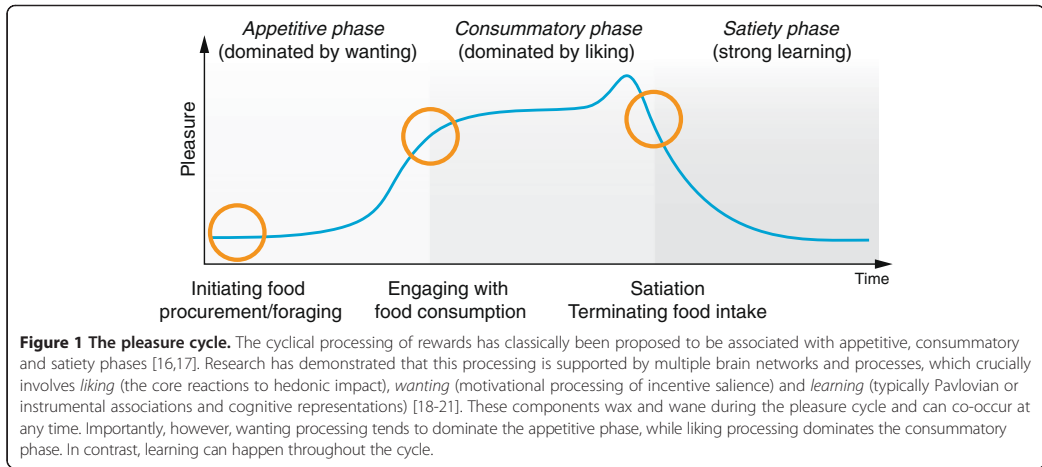 Appetitive phase
(dominated by wanting)
Consummatory phase
(dominated by liking)
Satiety phase
(strong learning)
Pleasure
Time
Initiating food
procurement/foraging
Engaging with
food consumption
Satiation
Terminating food intake
Figure 1 The pleasure cycle. The cyclical processing of rewards has classically been proposed to be associated with appetitive, consummatory
and satiety phases [16,17]. Research has demonstrated that this processing is supported by multiple brain networks and processes, which crucially
involves liking (the core reactions to hedonic impact), wanting (motivational processing of incentive salience) and learning (typically Pavlovian or
instrumental associations and cognitive representations) [18-21]. These components wax and wane during the pleasure cycle and can co-occur at
any time. Importantly, however, wanting processing tends to dominate the appetitive phase, while liking processing dominates the consummatory
phase. In contrast, learning can happen throughout the cycle.